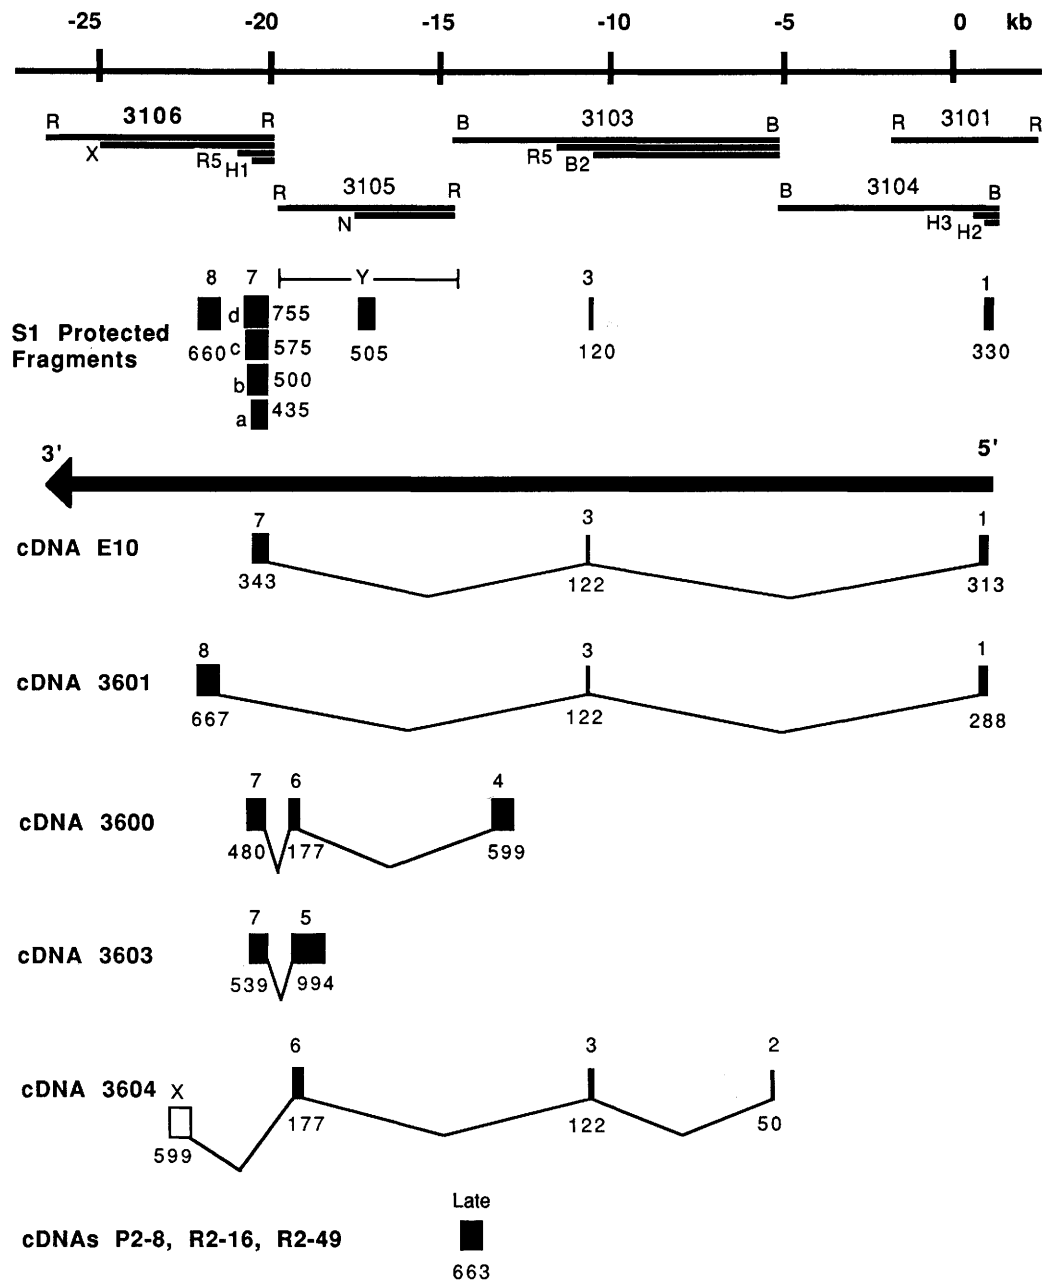 -25 -20 -15 -10 -5 0 kb
R 3106 R B 3103 B R 3101 R
X R5 H1 R5 B2
R 3105 R B 3104 B
N H3 H2
8 7 Y 3 1
S1 Protected Fragments
d 755
660 c 575 505 120 330
b 500
a 435
3' 5'
7 3 1
cDNA E10
343 122 313
8 3 1
cDNA 3601
667 122 288
7 6 4
cDNA 3600
480 177 599
7 5
cDNA 3603
539 994
6 3 2
cDNA 3604 X
177 122 50
599
Late
cDNAs P2-8, R2-16, R2-49
663